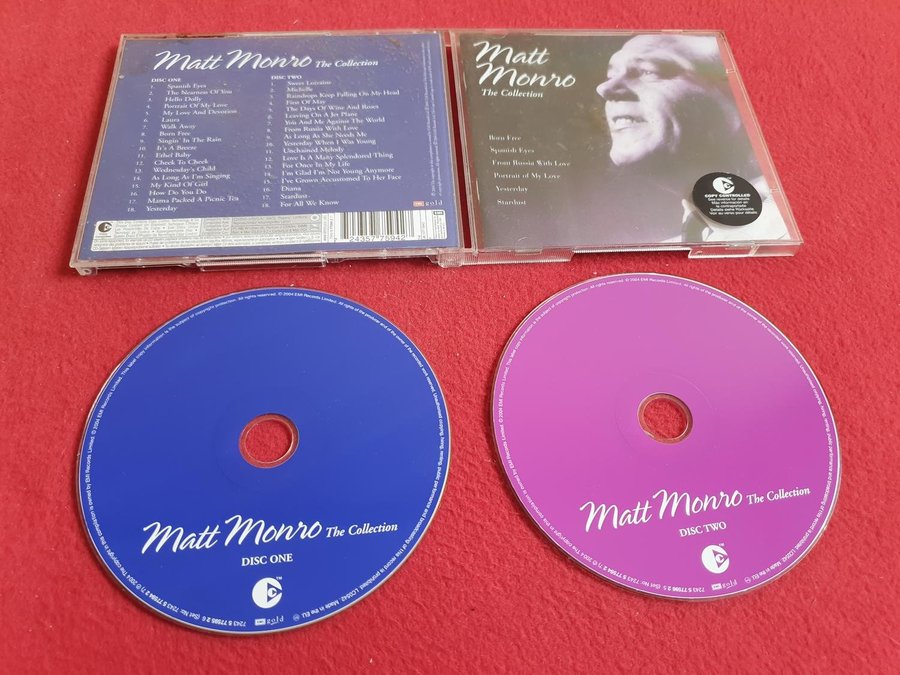 Matt Monro The Collection
DISC ONE
1. Spanish Eyes
2. The Nearness Of You
3. Hello Dolly
4. Portrait Of My Love
5. My Love And Devotion
6. Laura
7. Walk Away
8. Born Free
9. Singin' In The Rain
10. It's A Breeze
11. Ethel Baby
12. Cheek To Cheek
13. Wednesday's Child
14. As Long As I'm Singing
15. My Kind Of Girl
16. How Do You Do
17. Mama Packed A Picnic Tea
18. Yesterday
DISC TWO
1. Sweet Lorraine
2. Michelle
3. Raindrops Keep Falling On My Head
4. First Of May
5. The Days Of Wine And Roses
6. Leaving On A Jet Plane
7. You And Me Against The World
8. From Russia With Love
9. As Long As She Needs Me
10. Yesterday When I Was Young
11. Unchained Melody
12. Love Is A Many Splendored Thing
13. For Once In My Life
14. I'm Glad I'm Not Young Anymore
15. I've Grown Accustomed To Her Face
16. Diana
17. Stardust
18. For All We Know
EMI gold
Matt
Monro
The Collection
Born Free
Spanish Eyes
From Russia With Love
Portrait of My Love
Yesterday
Stardust
COPY CONTROLLED
See reverse for details
Matt Monro The Collection
DISC ONE
EMI gold
Matt Monro The Collection
DISC TWO
EMI gold